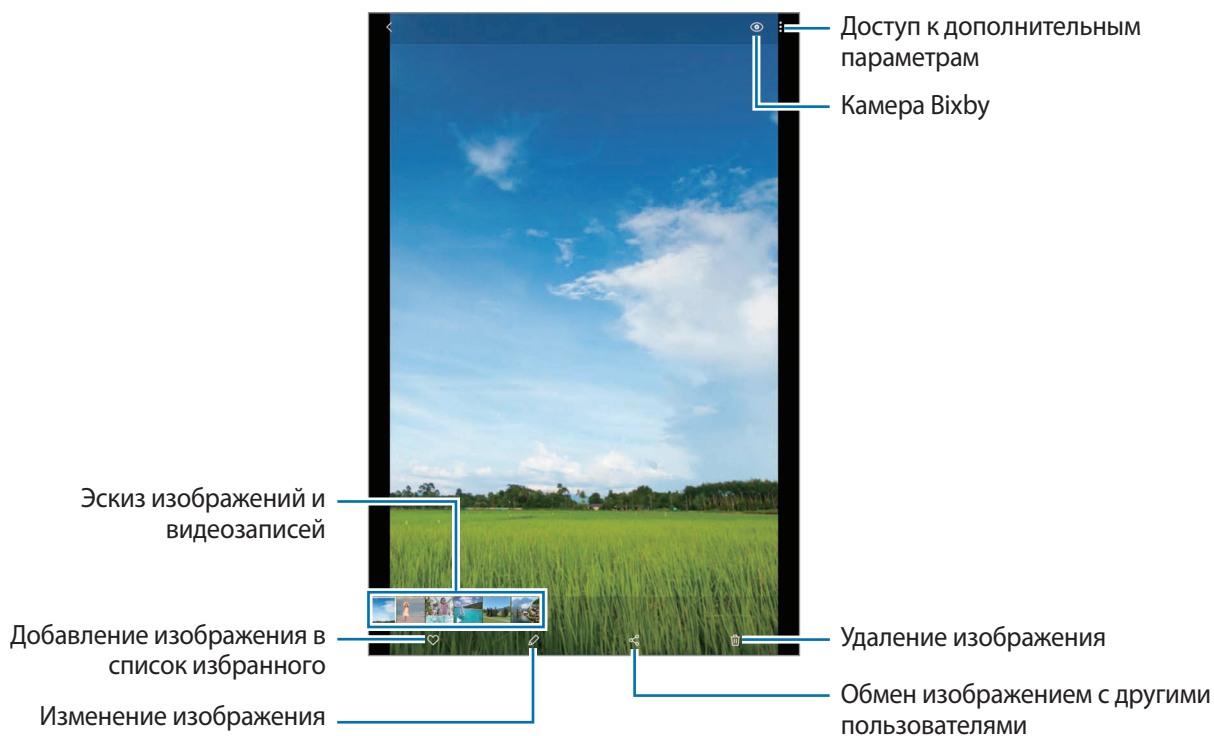 Доступ к дополнительным
параметрам
Камера Bixby
Эскиз изображений и
видеозаписей
Добавление изображения в
список избранного
Изменение изображения
Удаление изображения
Обмен изображением с другими
пользователями